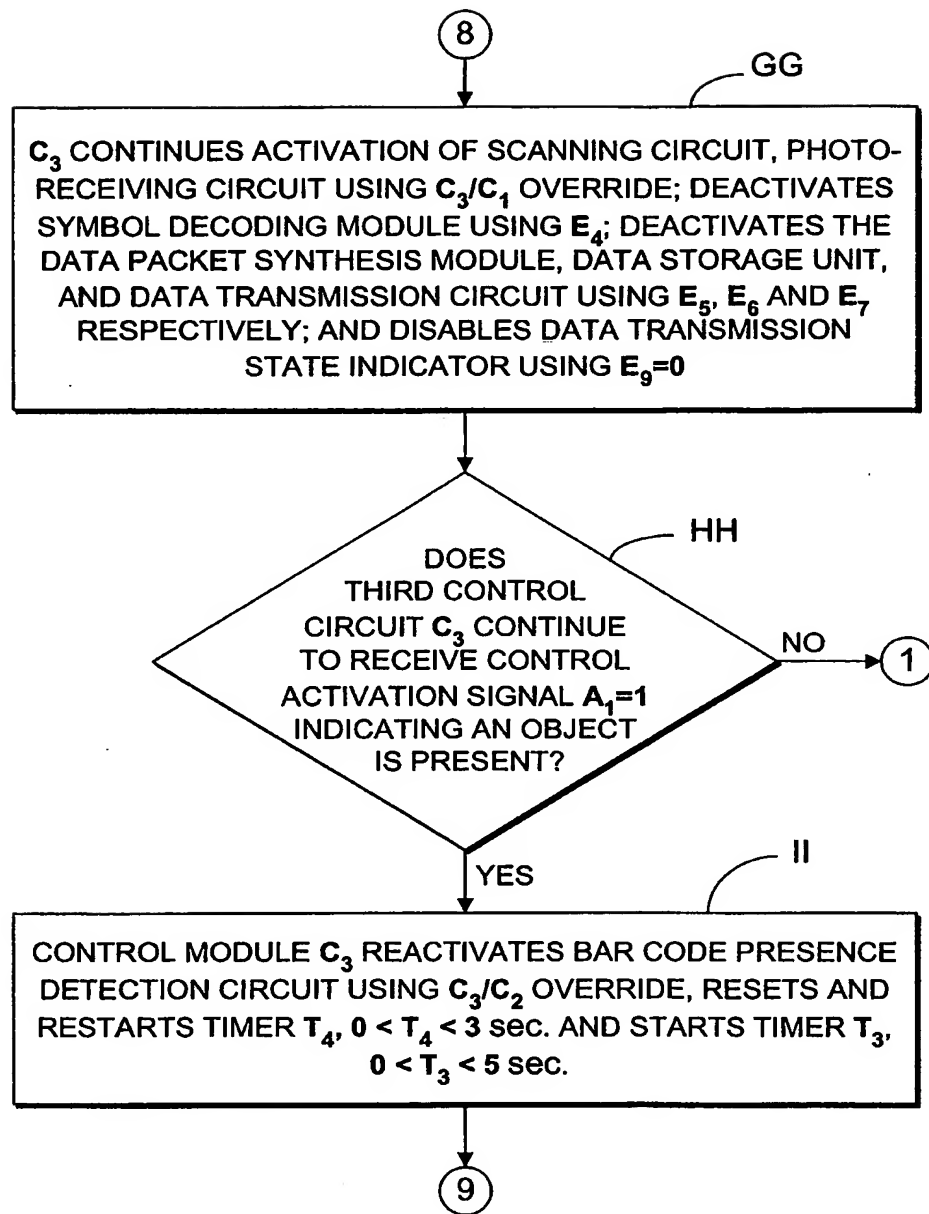 8
GG
C3 CONTINUES ACTIVATION OF SCANNING CIRCUIT, PHOTO-
RECEIVING CIRCUIT USING C3/C1 OVERRIDE; DEACTIVATES
SYMBOL DECODING MODULE USING E4; DEACTIVATES THE
DATA PACKET SYNTHESIS MODULE, DATA STORAGE UNIT,
AND DATA TRANSMISSION CIRCUIT USING E5, E6 AND E7
RESPECTIVELY; AND DISABLES DATA TRANSMISSION
STATE INDICATOR USING E9=0
HH
DOES
THIRD CONTROL
CIRCUIT C3 CONTINUE
TO RECEIVE CONTROL
ACTIVATION SIGNAL A1=1
INDICATING AN OBJECT
IS PRESENT?
NO
1
YES
II
CONTROL MODULE C3 REACTIVATES BAR CODE PRESENCE
DETECTION CIRCUIT USING C3/C2 OVERRIDE, RESETS AND
RESTARTS TIMER T4, 0 < T4 < 3 sec. AND STARTS TIMER T3,
0 < T3 < 5 sec.
9